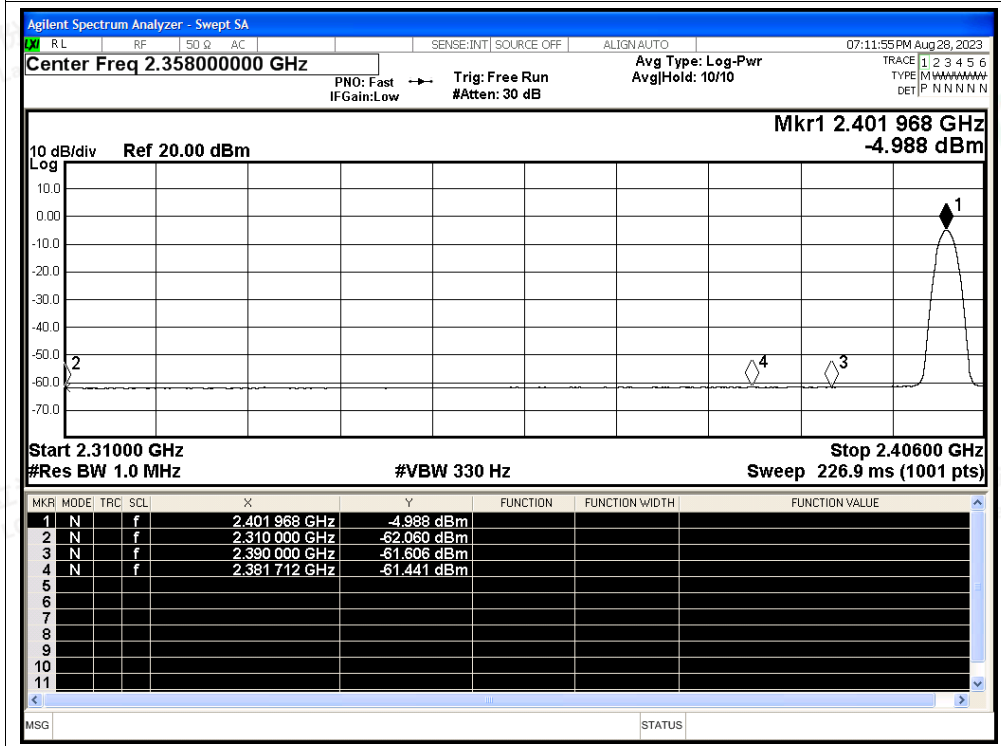 Agilent Spectrum Analyzer - Swept SA
LXI RL RF 50 Ω AC SENSE:INT SOURCE OFF ALIGN AUTO 07:11:55 PM Aug 28, 2023
Center Freq 2.358000000 GHz
PNO: Fast
IFGain:Low
Trig: Free Run
#Atten: 30 dB
Avg Type: Log-Pwr
Avg|Hold: 10/10
TRACE 1 2 3 4 5 6
TYPE M
DET P N N N N N
Mkr1 2.401 968 GHz
-4.988 dBm
10 dB/div Ref 20.00 dBm
Log
10.0
0.00
-10.0
-20.0
-30.0
-40.0
-50.0
-60.0
-70.0
1
2
4
3
Start 2.31000 GHz Stop 2.40600 GHz
#Res BW 1.0 MHz #VBW 330 Hz Sweep 226.9 ms (1001 pts)
MKR MODE TRC SCL X Y FUNCTION FUNCTION WIDTH FUNCTION VALUE
1 N f 2.401 968 GHz -4.988 dBm
2 N f 2.310 000 GHz -62.060 dBm
3 N f 2.390 000 GHz -61.606 dBm
4 N f 2.381 712 GHz -61.441 dBm
5
6
7
8
9
10
11
MSG STATUS